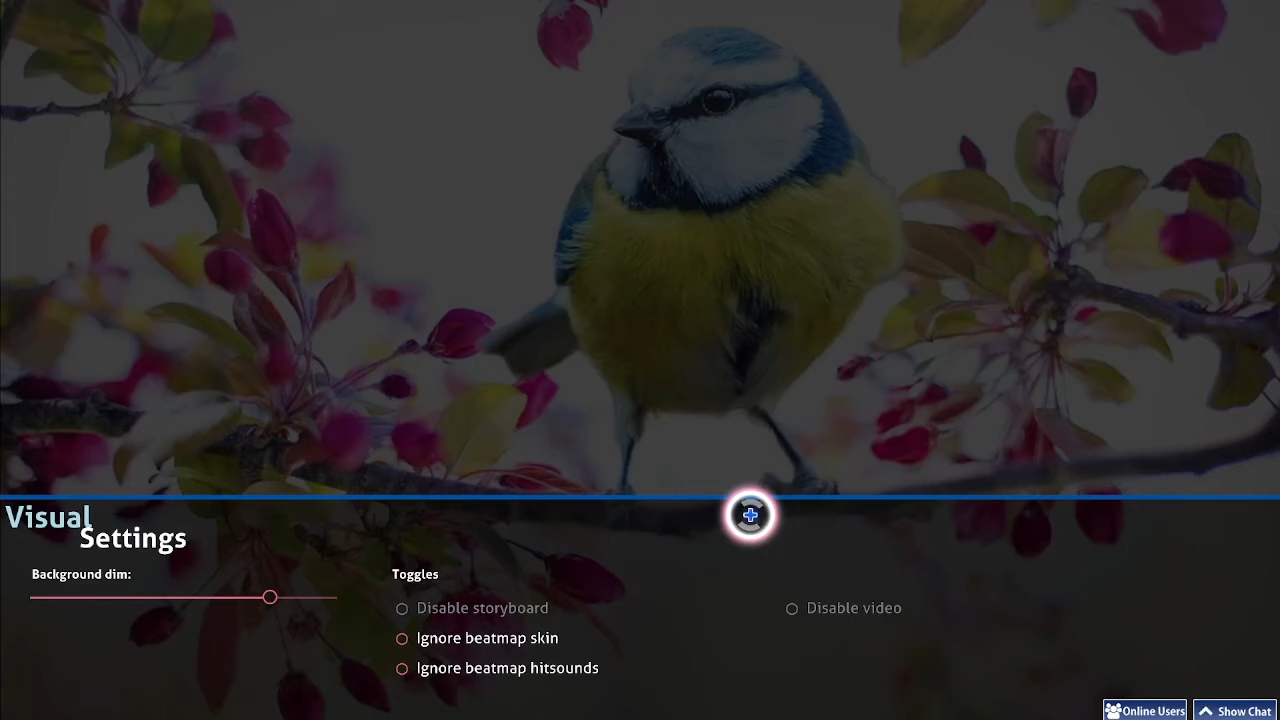 Visual
Settings
Background dim:
Toggles
Disable storyboard
Disable video
Ignore beatmap skin
Ignore beatmap hitsounds
Online Users
Show Chat